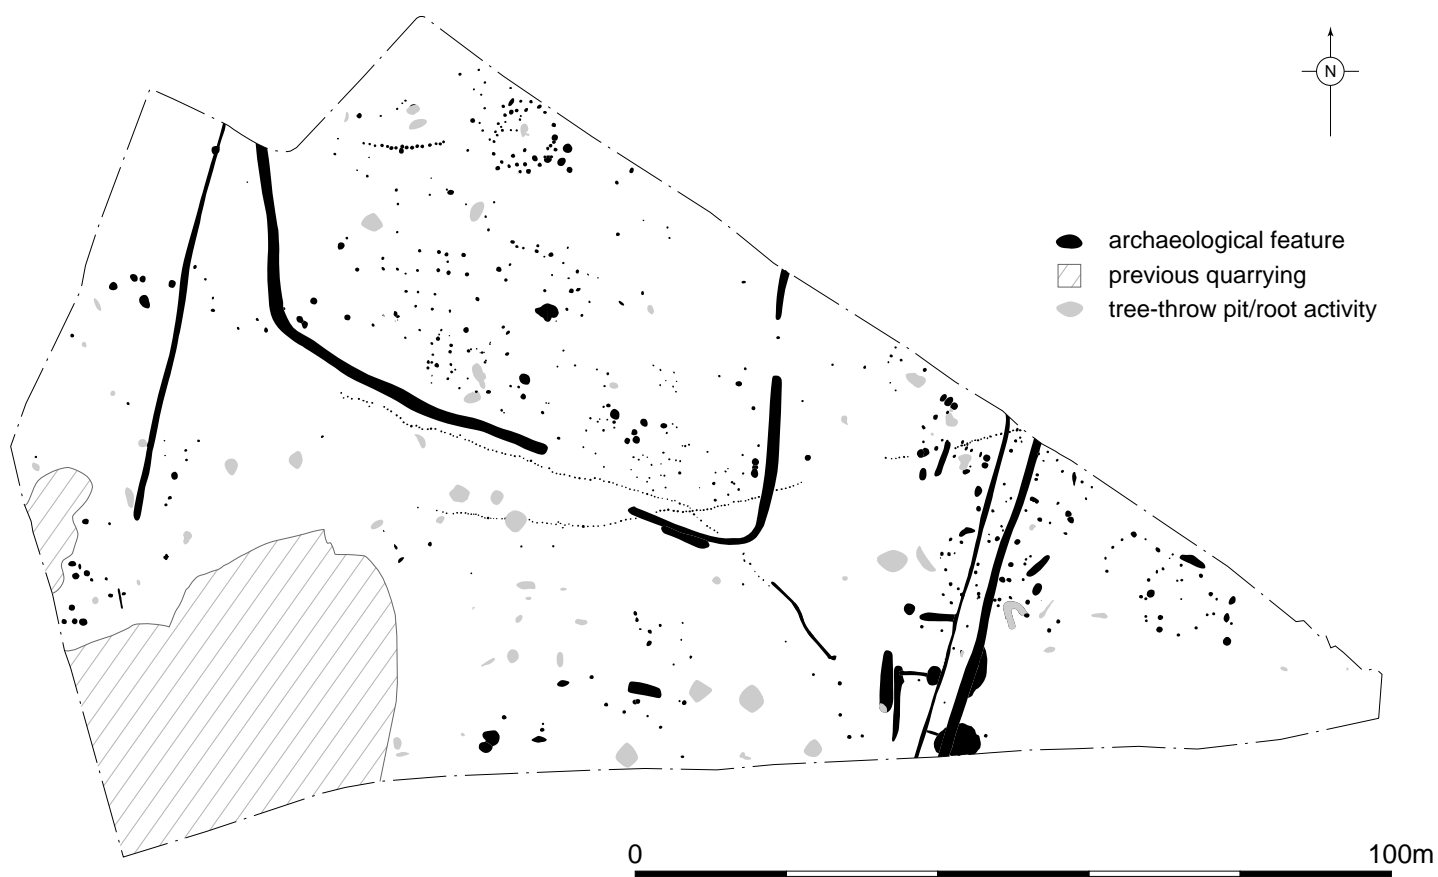 N
archaeological feature
previous quarrying
tree-throw pit/root activity
0 100m